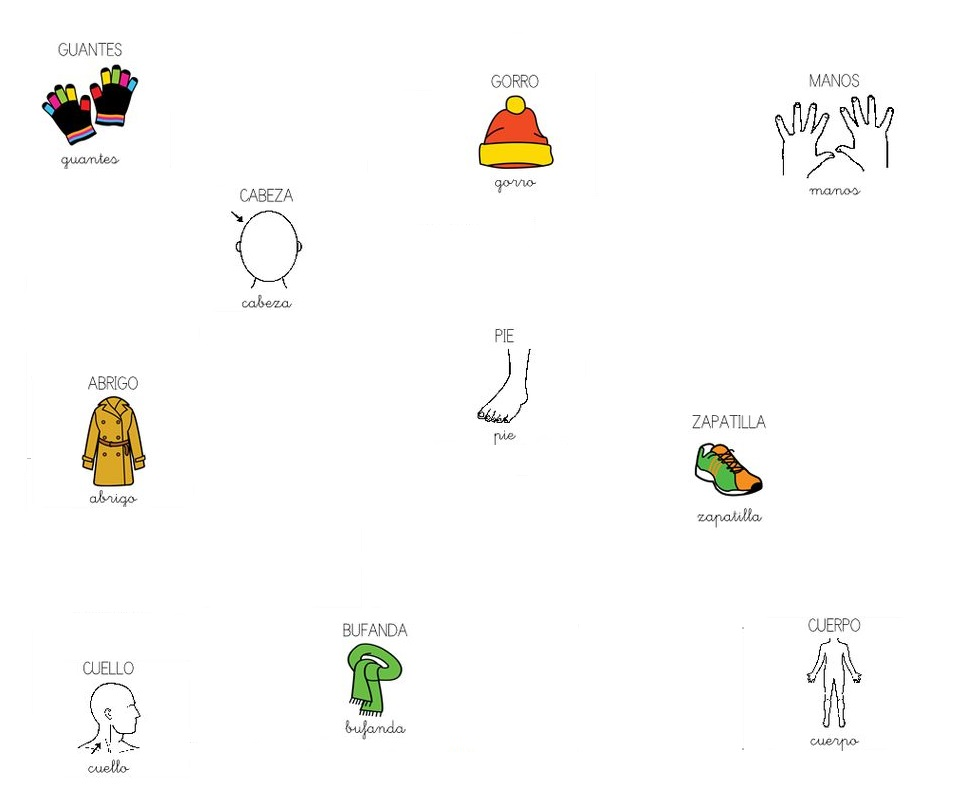 GUANTES
guantes
GORRO
gorro
MANOS
manos
CABEZA
cabeza
PIE
pie
ABRIGO
abrigo
ZAPATILLA
zapatilla
BUFANDA
bufanda
CUERPO
cuerpo
CUELLO
cuello